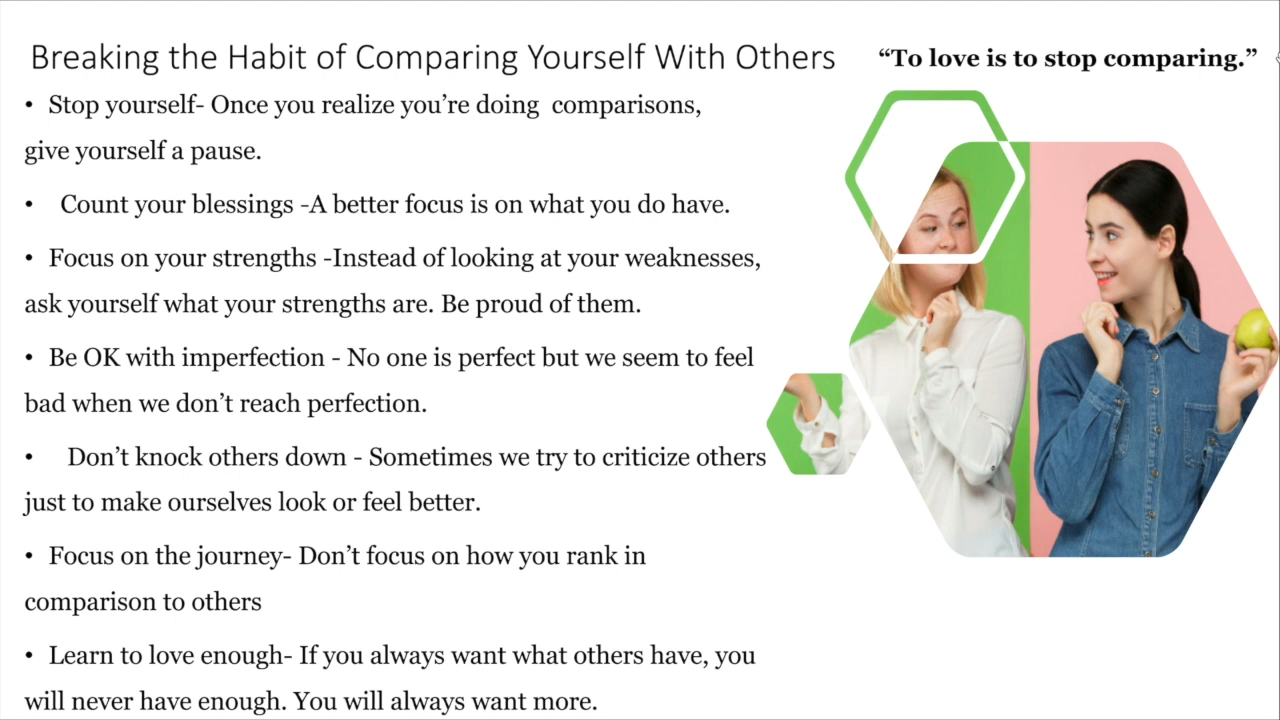 Breaking the Habit of Comparing Yourself With Others
“To love is to stop comparing.”
• Stop yourself- Once you realize you’re doing  comparisons,
give yourself a pause.
• Count your blessings -A better focus is on what you do have.
• Focus on your strengths -Instead of looking at your weaknesses,
ask yourself what your strengths are. Be proud of them.
• Be OK with imperfection - No one is perfect but we seem to feel
bad when we don’t reach perfection.
• Don’t knock others down - Sometimes we try to criticize others
just to make ourselves look or feel better.
• Focus on the journey- Don’t focus on how you rank in
comparison to others
• Learn to love enough- If you always want what others have, you
will never have enough. You will always want more.